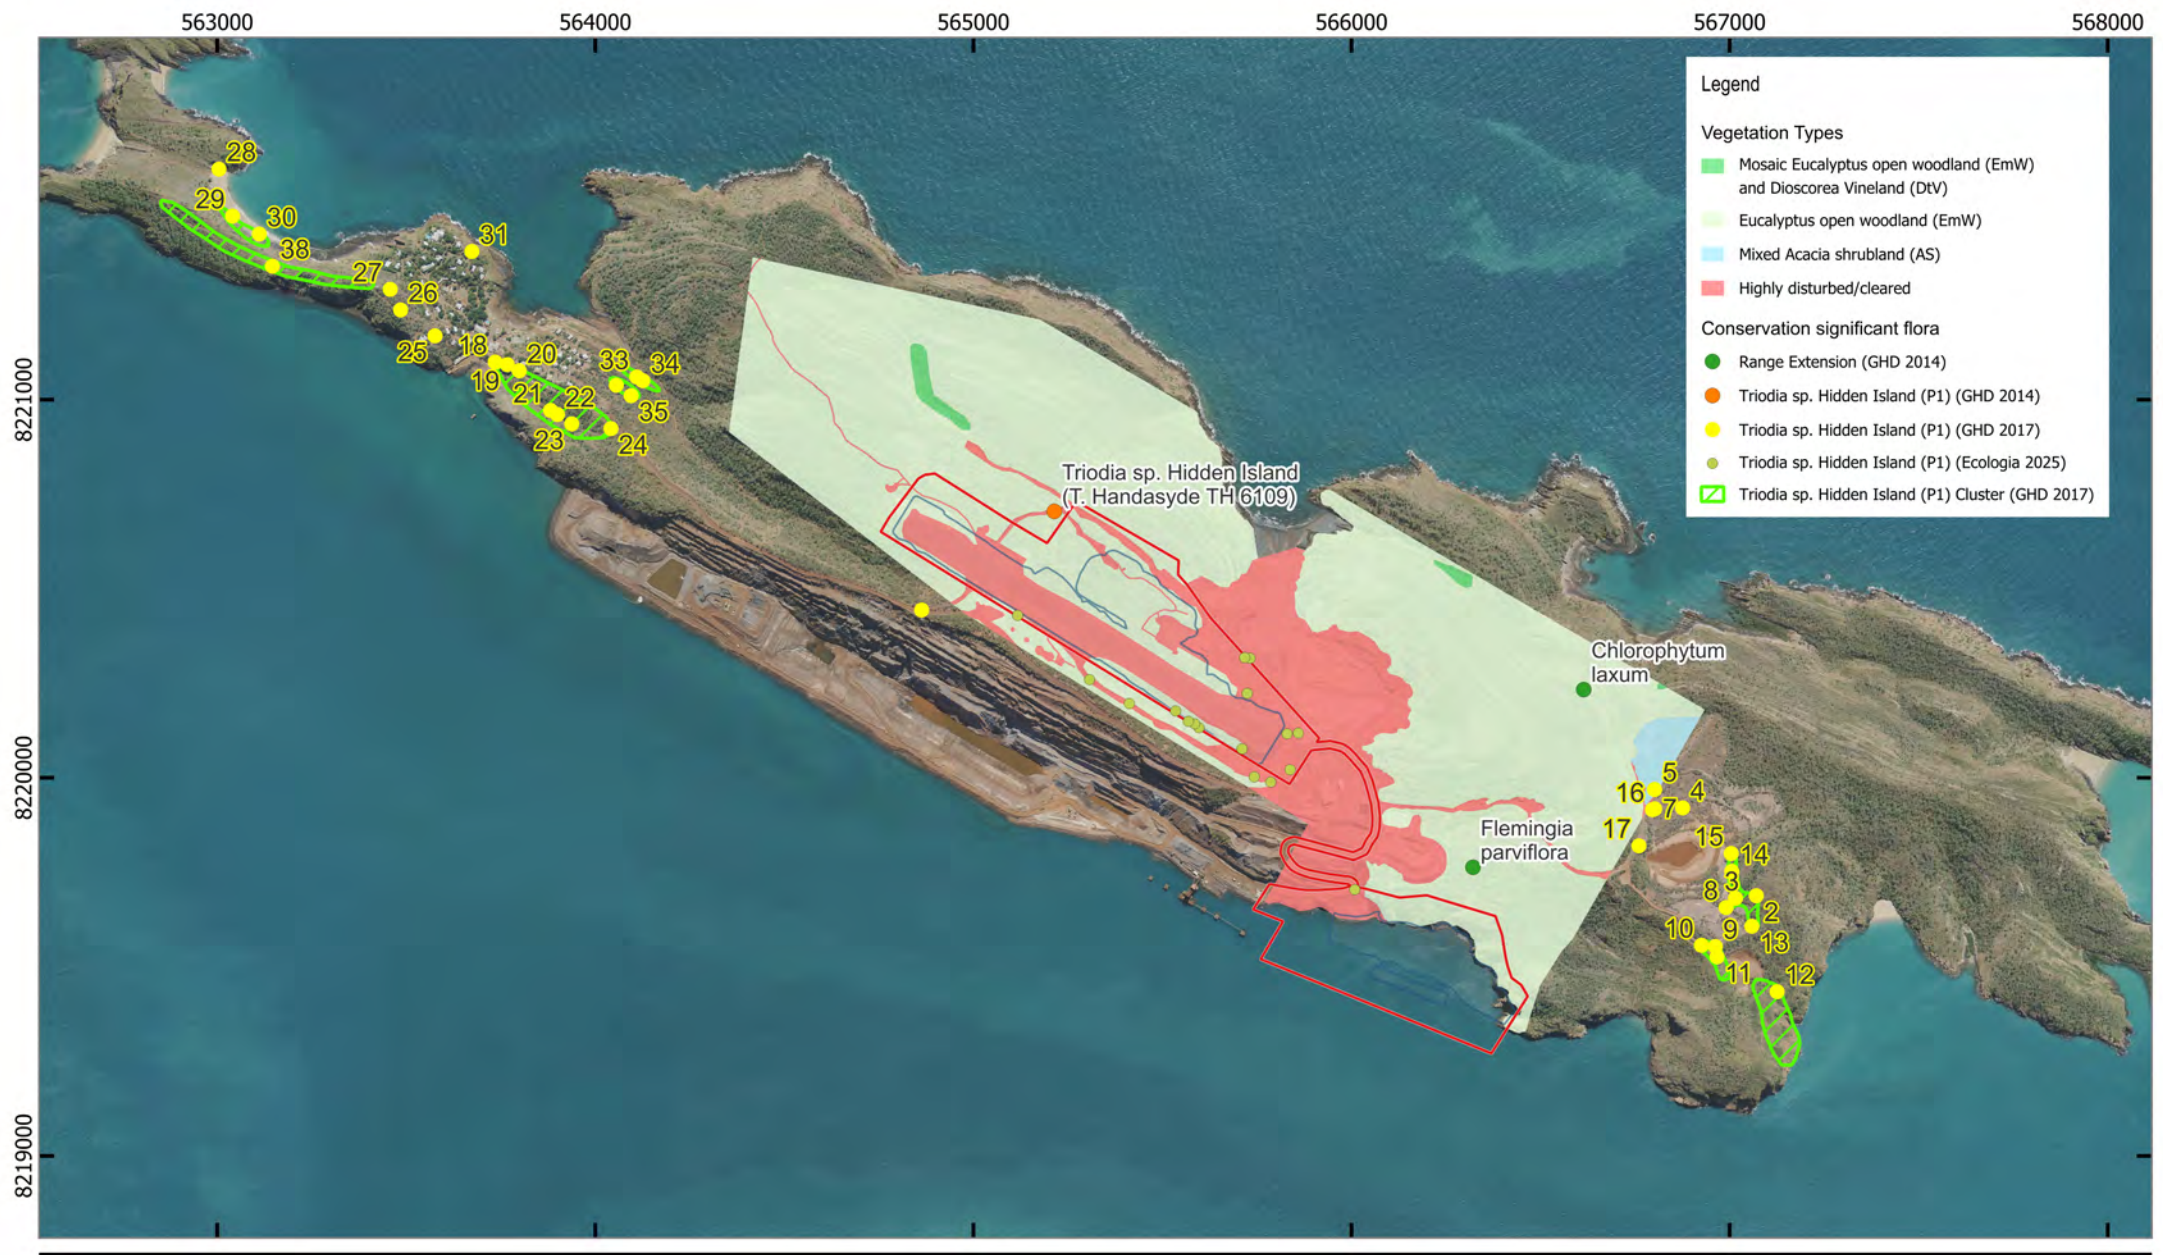 563000
564000
565000
566000
567000
568000
Legend
Vegetation Types
Mosaic Eucalyptus open woodland (EmW)
and Dioscorea Vineland (DtV)
Eucalyptus open woodland (EmW)
Mixed Acacia shrubland (AS)
Highly disturbed/cleared
Conservation significant flora
Range Extension (GHD 2014)
Triodia sp. Hidden Island (P1) (GHD 2014)
Triodia sp. Hidden Island (P1) (GHD 2017)
Triodia sp. Hidden Island (P1) (Ecologia 2025)
Triodia sp. Hidden Island (P1) Cluster (GHD 2017)
28
29
30
38
31
27
26
25
18
19
20
21
22
23
24
33
34
35
Triodia sp. Hidden Island
(T. Handasyde TH 6109)
Chlorophytum
laxum
Flemingia
parviflora
5
16
4
7
17
15
14
3
8
2
10
9
13
11
12
8221000
8220000
8219000